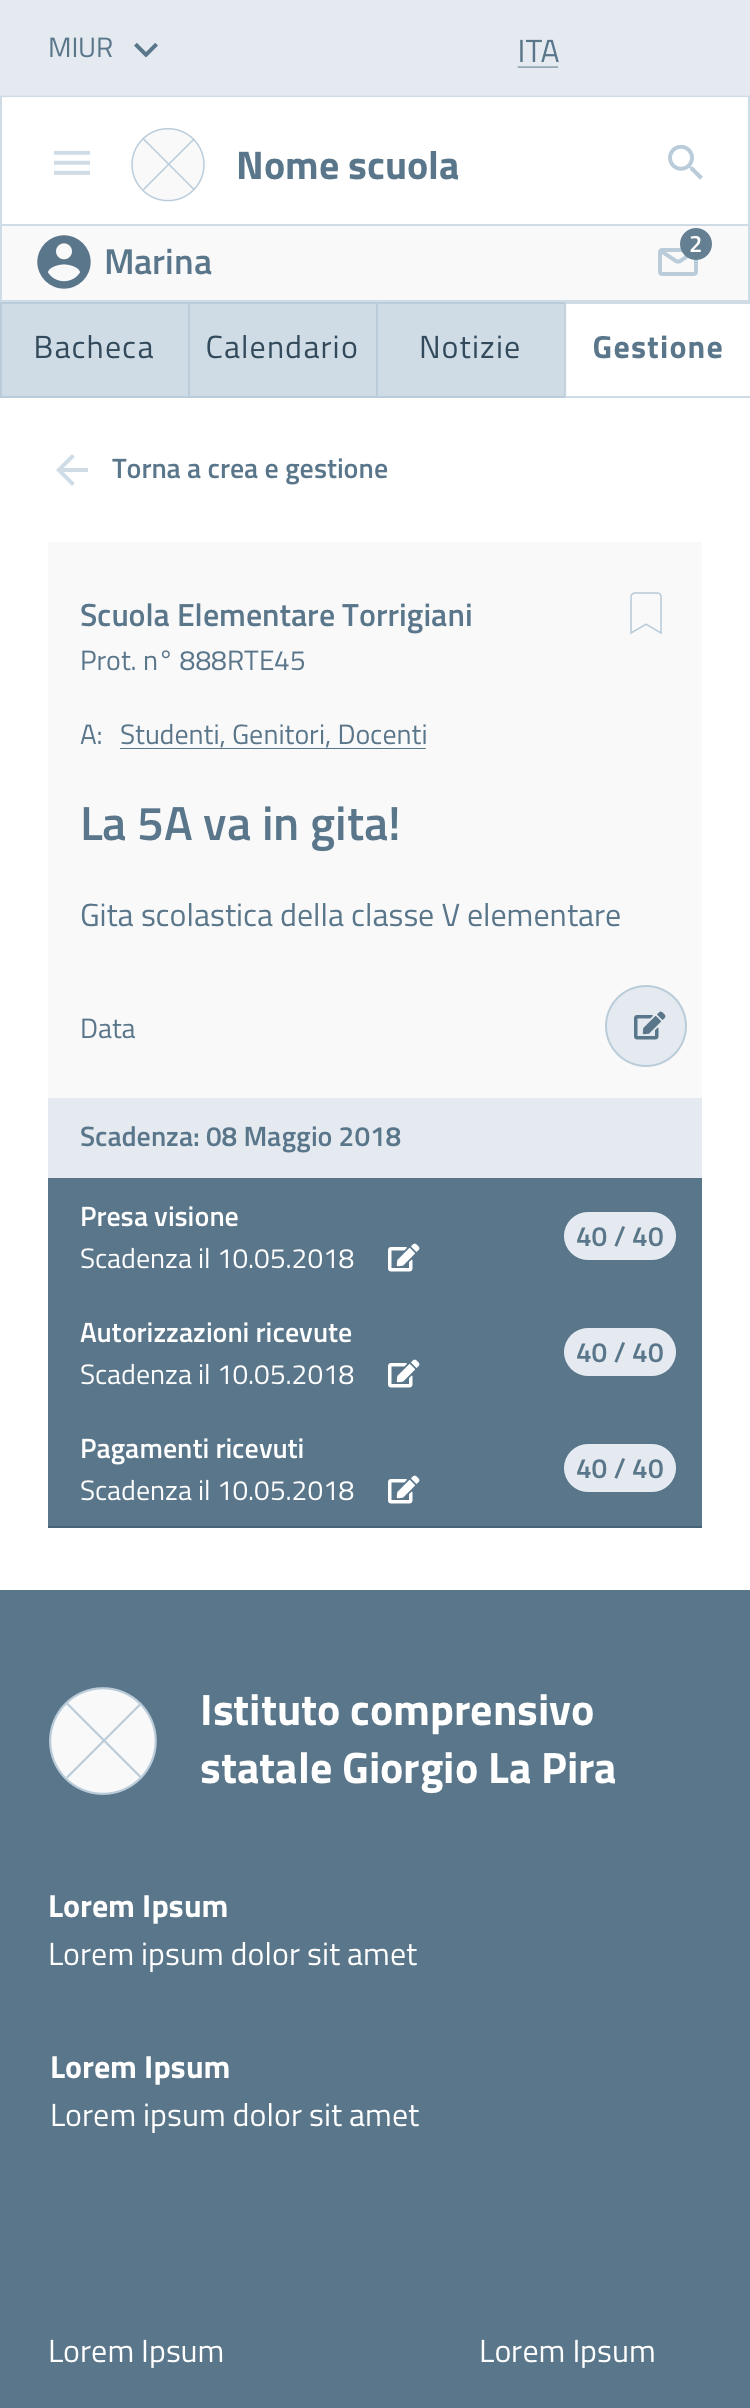 MIUR
ITA
Nome scuola
Marina
2
Bacheca
Calendario
Notizie
Gestione
Torna a crea e gestione
Scuola Elementare Torrigiani
Prot. n° 888RTE45
A: Studenti, Genitori, Docenti
La 5A va in gita!
Gita scolastica della classe V elementare
Data
Scadenza: 08 Maggio 2018
Presa visione
Scadenza il 10.05.2018
40 / 40
Autorizzazioni ricevute
Scadenza il 10.05.2018
40 / 40
Pagamenti ricevuti
Scadenza il 10.05.2018
40 / 40
Istituto comprensivo
statale Giorgio La Pira
Lorem Ipsum
Lorem ipsum dolor sit amet
Lorem Ipsum
Lorem ipsum dolor sit amet
Lorem Ipsum
Lorem Ipsum